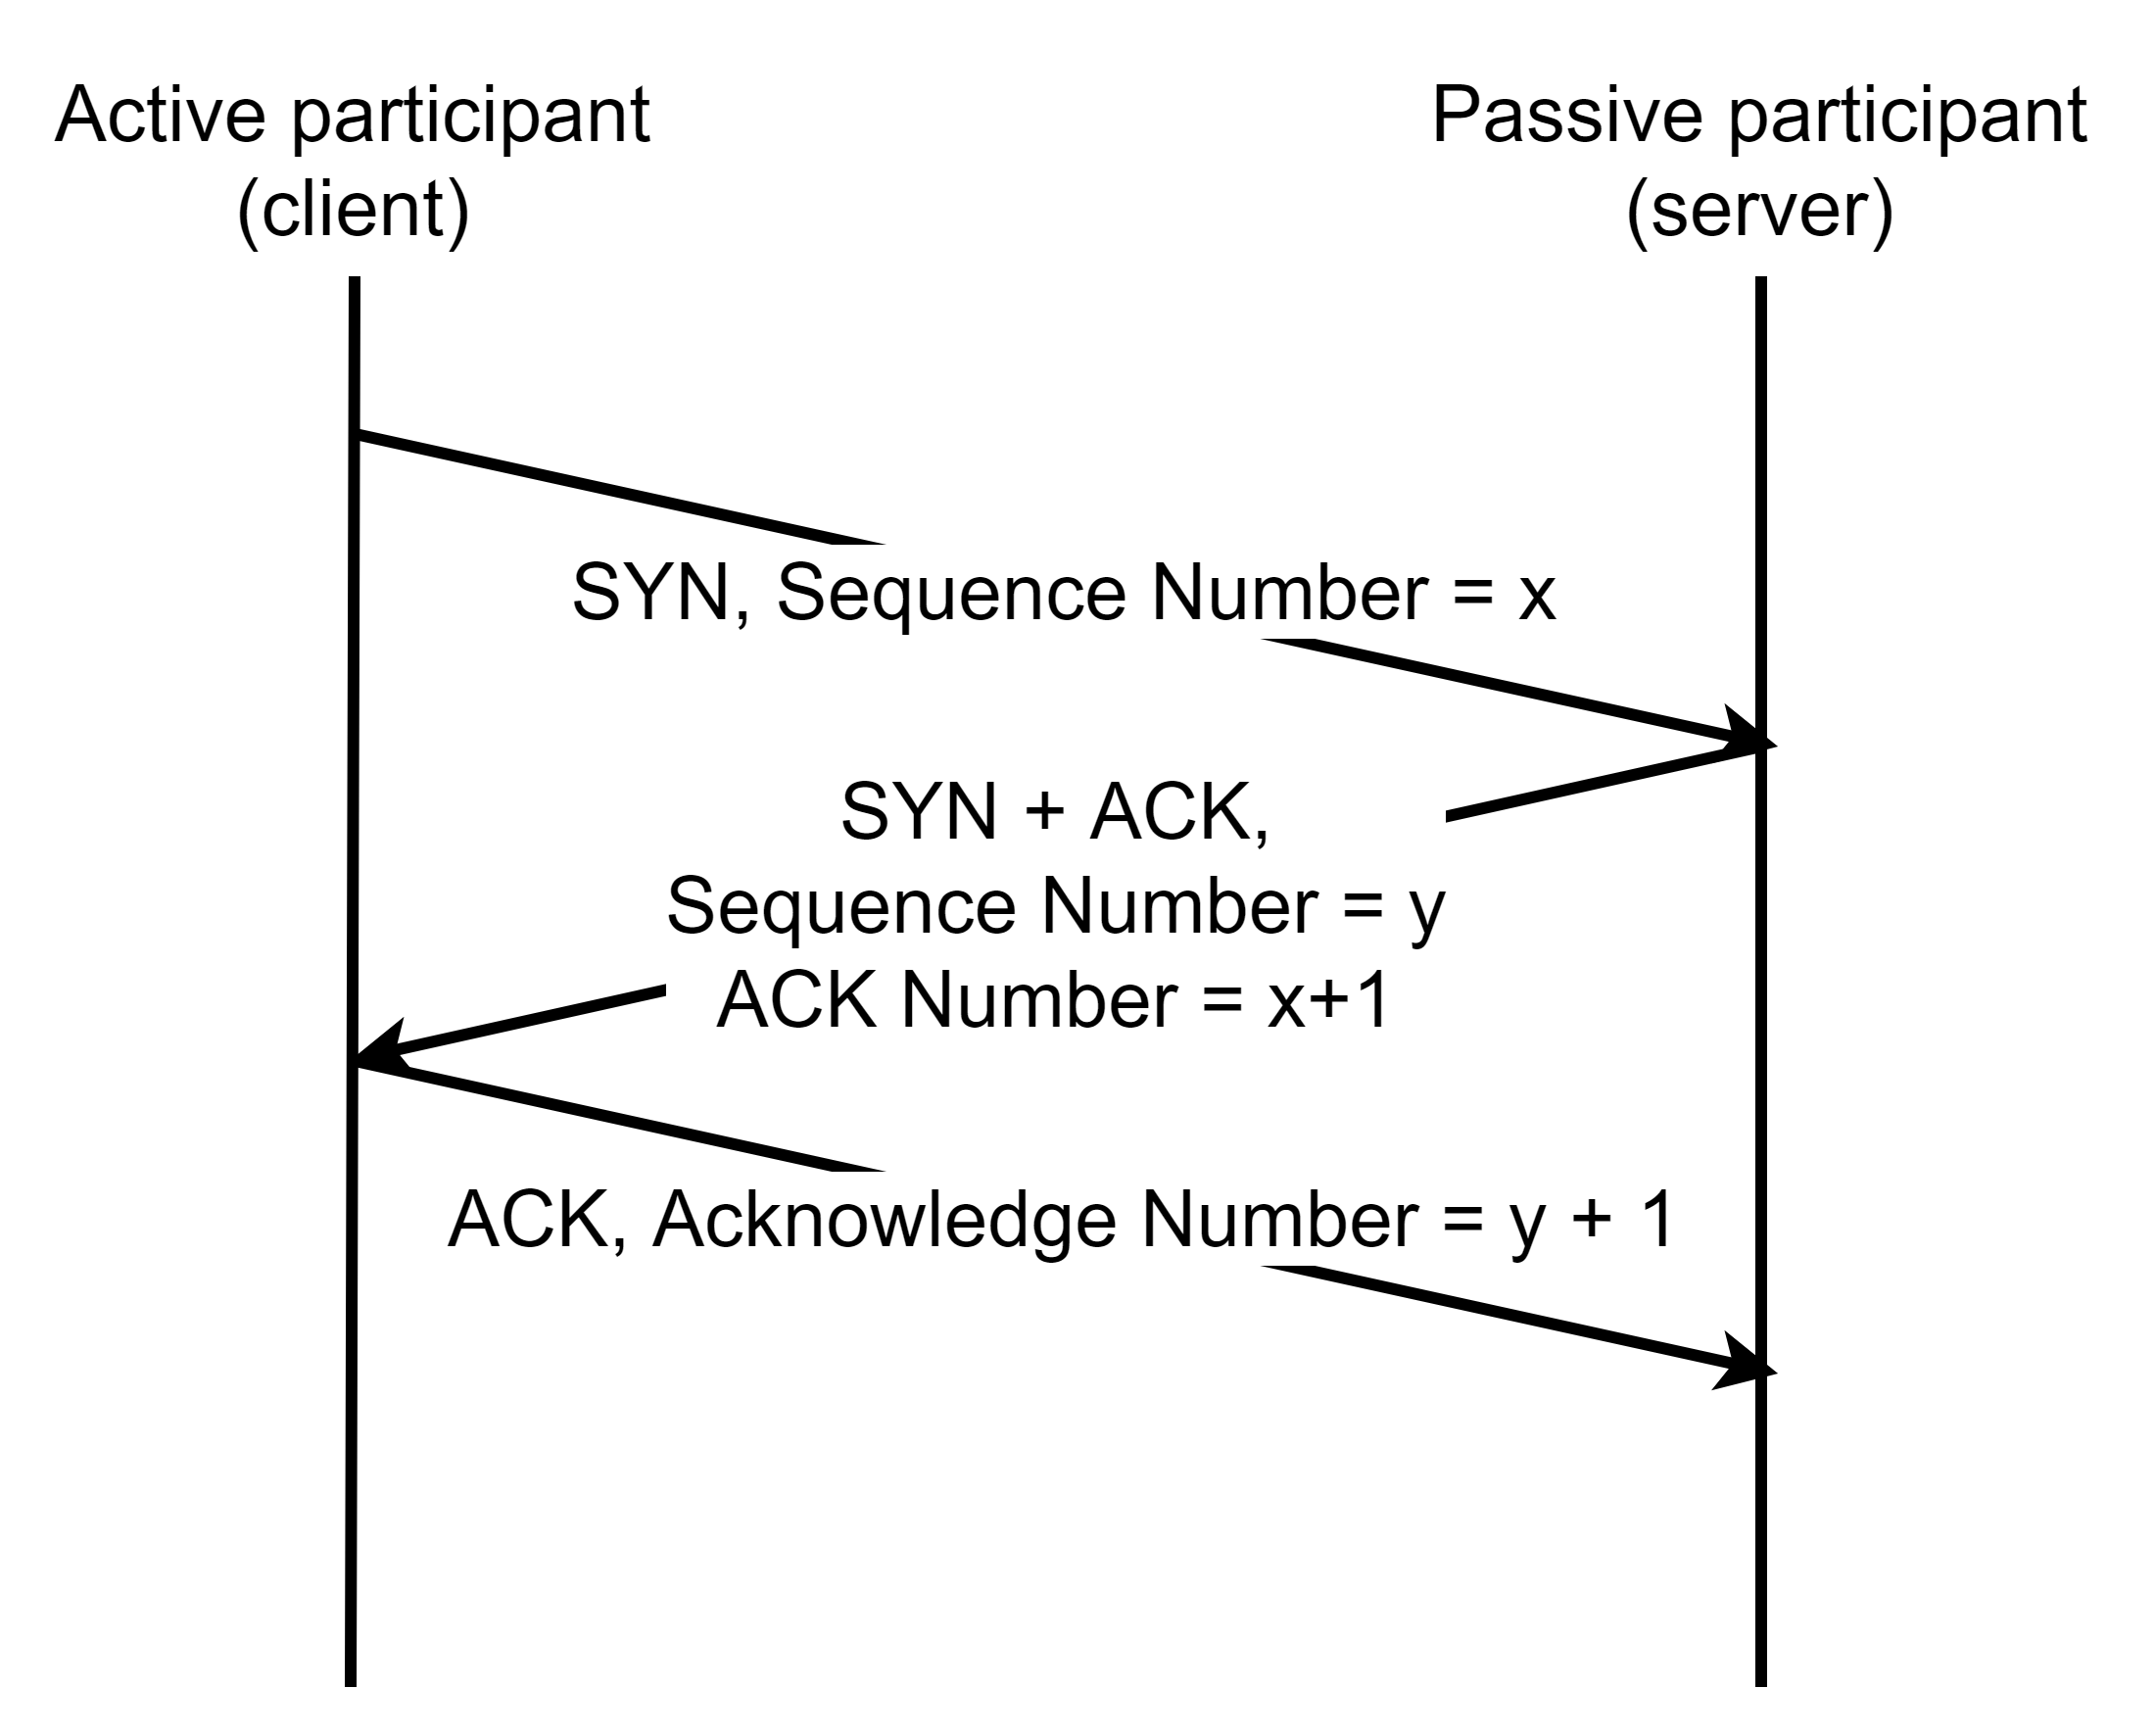 Active participant
(client)
Passive participant
(server)
SYN, Sequence Number = x
SYN + ACK,
Sequence Number = y
ACK Number = x+1
ACK, Acknowledge Number = y + 1